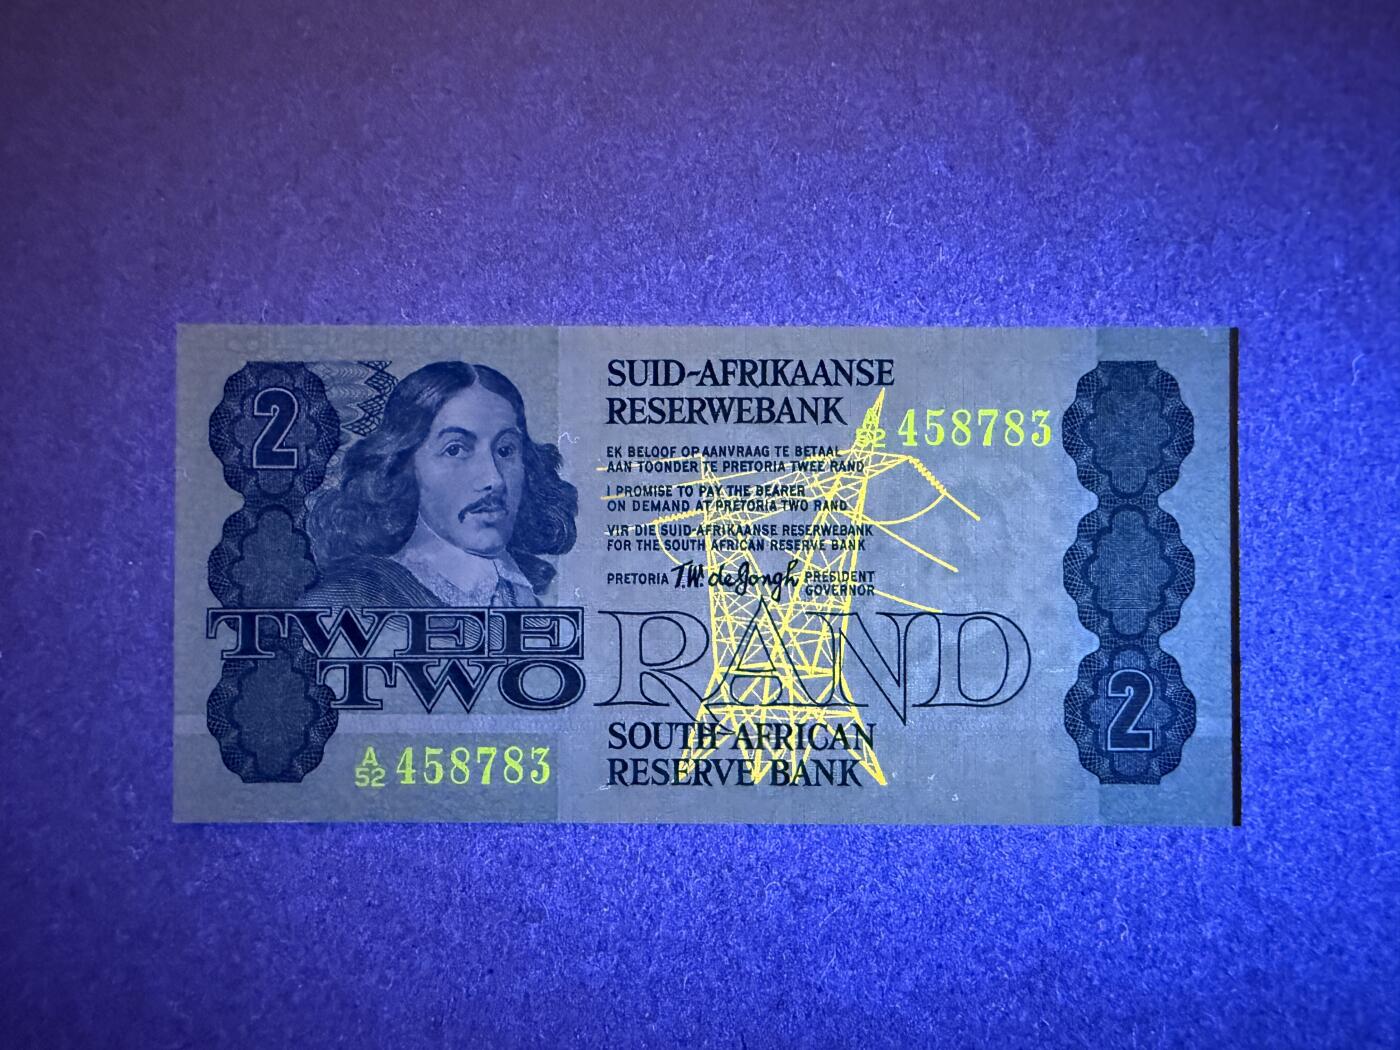 2
SUID-AFRIKAANSE
RESERWEBANK
A/52 458783
EK BELOOF OP AANVRAAG TE BETAAL
AAN TOONDER TE PRETORIA TWEE RAND
I PROMISE TO PAY THE BEARER
ON DEMAND AT PRETORIA TWO RAND
VIR DIE SUID-AFRIKAANSE RESERWEBANK
FOR THE SOUTH AFRICAN RESERVE BANK
PRETORIA T.W. de Jongh PRESIDENT
GOVERNOR
TWEE
TWO
RAND
SOUTH AFRICAN
RESERVE BANK
A/52 458783
2